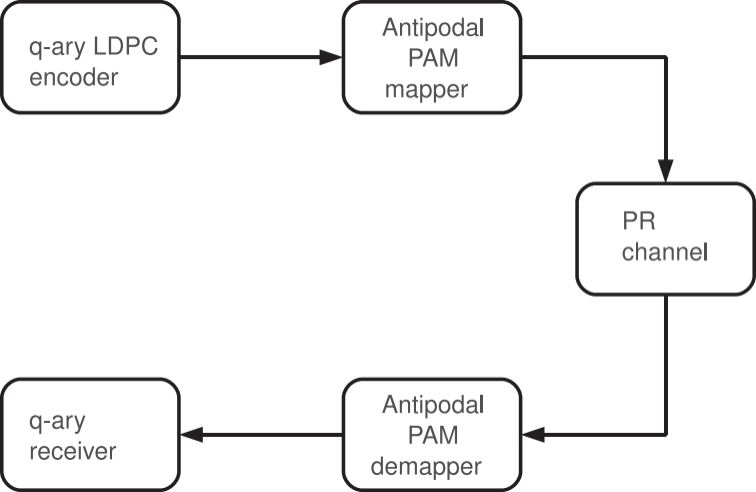 q-ary LDPC
encoder
Antipodal
PAM
mapper
PR
channel
Antipodal
PAM
demapper
q-ary
receiver